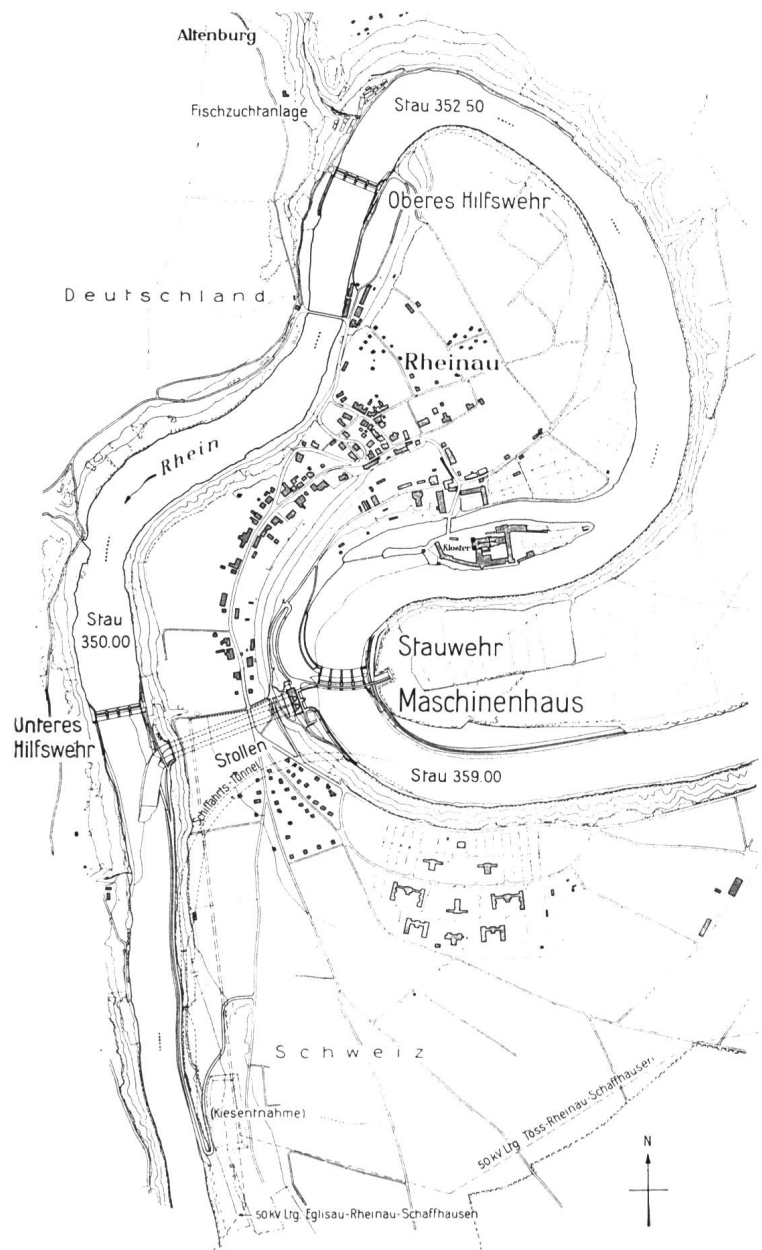 Altenburg
Stau 352 50
Fischzuchtanlage
Oberes Hilfswehr
Deutschland
Rheinau
Rhein
Kloster
Stau
350.00
Stauwehr
Maschinenhaus
Unteres
Hilfswehr
Stollen
Schiffahrts-Tunnel
Stau 359.00
Schweiz
(Kiesentnahme)
50 kV Ltg. Töss-Rheinau-Schaffhausen
N
50 kV Ltg. Eglisau-Rheinau-Schaffhausen